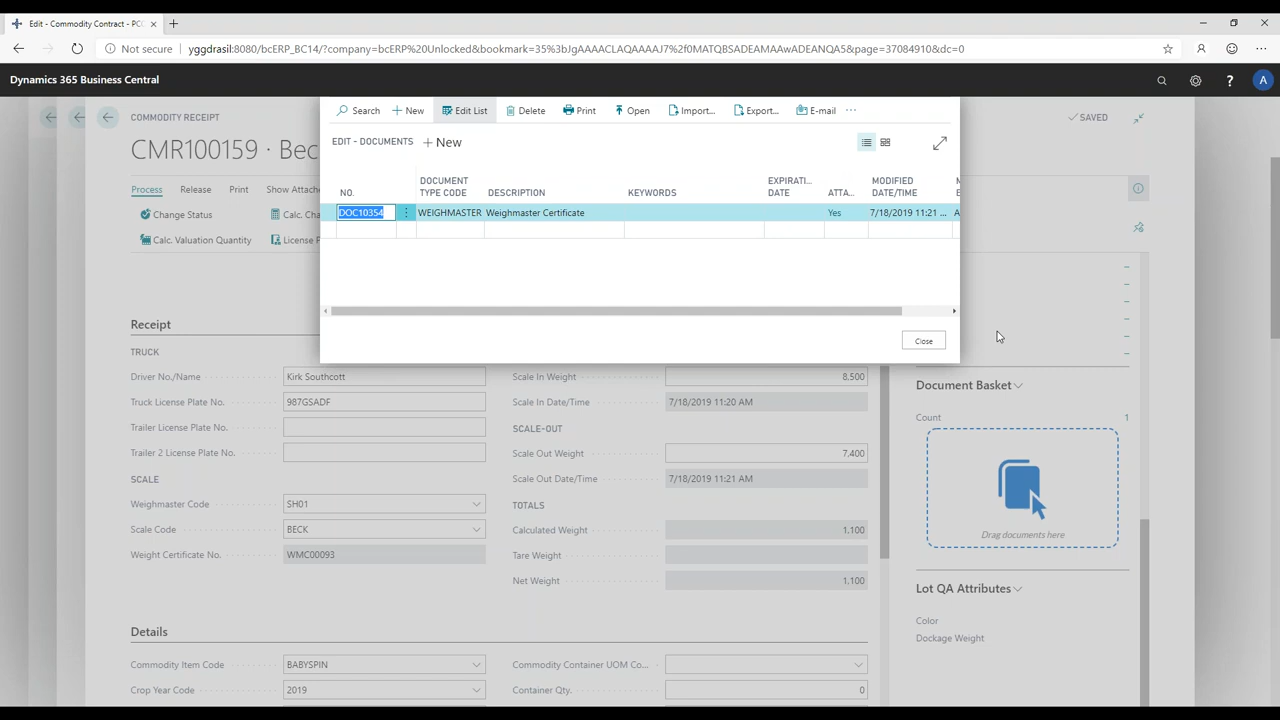 Edit - Commodity Contract - PC
Not secure
yggdrasil:8080/bcERP_BC14/?company=bcERP%20Unlocked&bookmark=35%3bJgAAAACLAQAAAAJ7%2f0MATQBSADEAMAAwADEANQA5&page=37084910&dc=0
Dynamics 365 Business Central
?
A
COMMODITY RECEIPT
SAVED
CMR100159 · Bec
Process Release Print Show Attache
Change Status Calc. Cha
Calc. Valuation Quantity License P
Search New Edit List Delete Print Open Import... Export... E-mail ...
EDIT - DOCUMENTS + New
NO. DOCUMENT TYPE CODE DESCRIPTION KEYWORDS EXPIRATI... DATE ATTA... MODIFIED DATE/TIME
DOC10354 WEIGHMASTER Weighmaster Certificate Yes 7/18/2019 11:21 ... A
Close
Receipt
TRUCK
Driver No./Name Kirk Southcott
Truck License Plate No. 987GSADF
Trailer License Plate No.
Trailer 2 License Plate No.
SCALE
Weighmaster Code SH01
Scale Code BECK
Weight Certificate No. WMC00093
Scale In Weight 8.500
Scale In Date/Time 7/18/2019 11:20 AM
SCALE-OUT
Scale Out Weight 7.400
Scale Out Date/Time 7/18/2019 11:21 AM
TOTALS
Calculated Weight 1.100
Tare Weight
Net Weight 1.100
Details
Commodity Item Code BABYSPIN
Crop Year Code 2019
Commodity Container UOM Co...
Container Qty. 0
Document Basket
Count 1
Drag documents here
Lot QA Attributes
Color
Dockage Weight